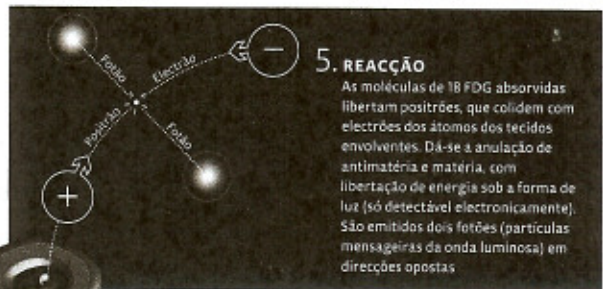 Fotão
Electrão
Positrão
Fotão
−
+
5. REACÇÃO
As moléculas de 18 FDG absorvidas
libertam positrões, que colidem com
electrões dos átomos dos tecidos
envolventes. Dá-se a anulação de
antimatéria e matéria, com
libertação de energia sob a forma de
luz (só detectável electronicamente).
São emitidos dois fotões (partículas
mensageiras da onda luminosa) em
direcções opostas